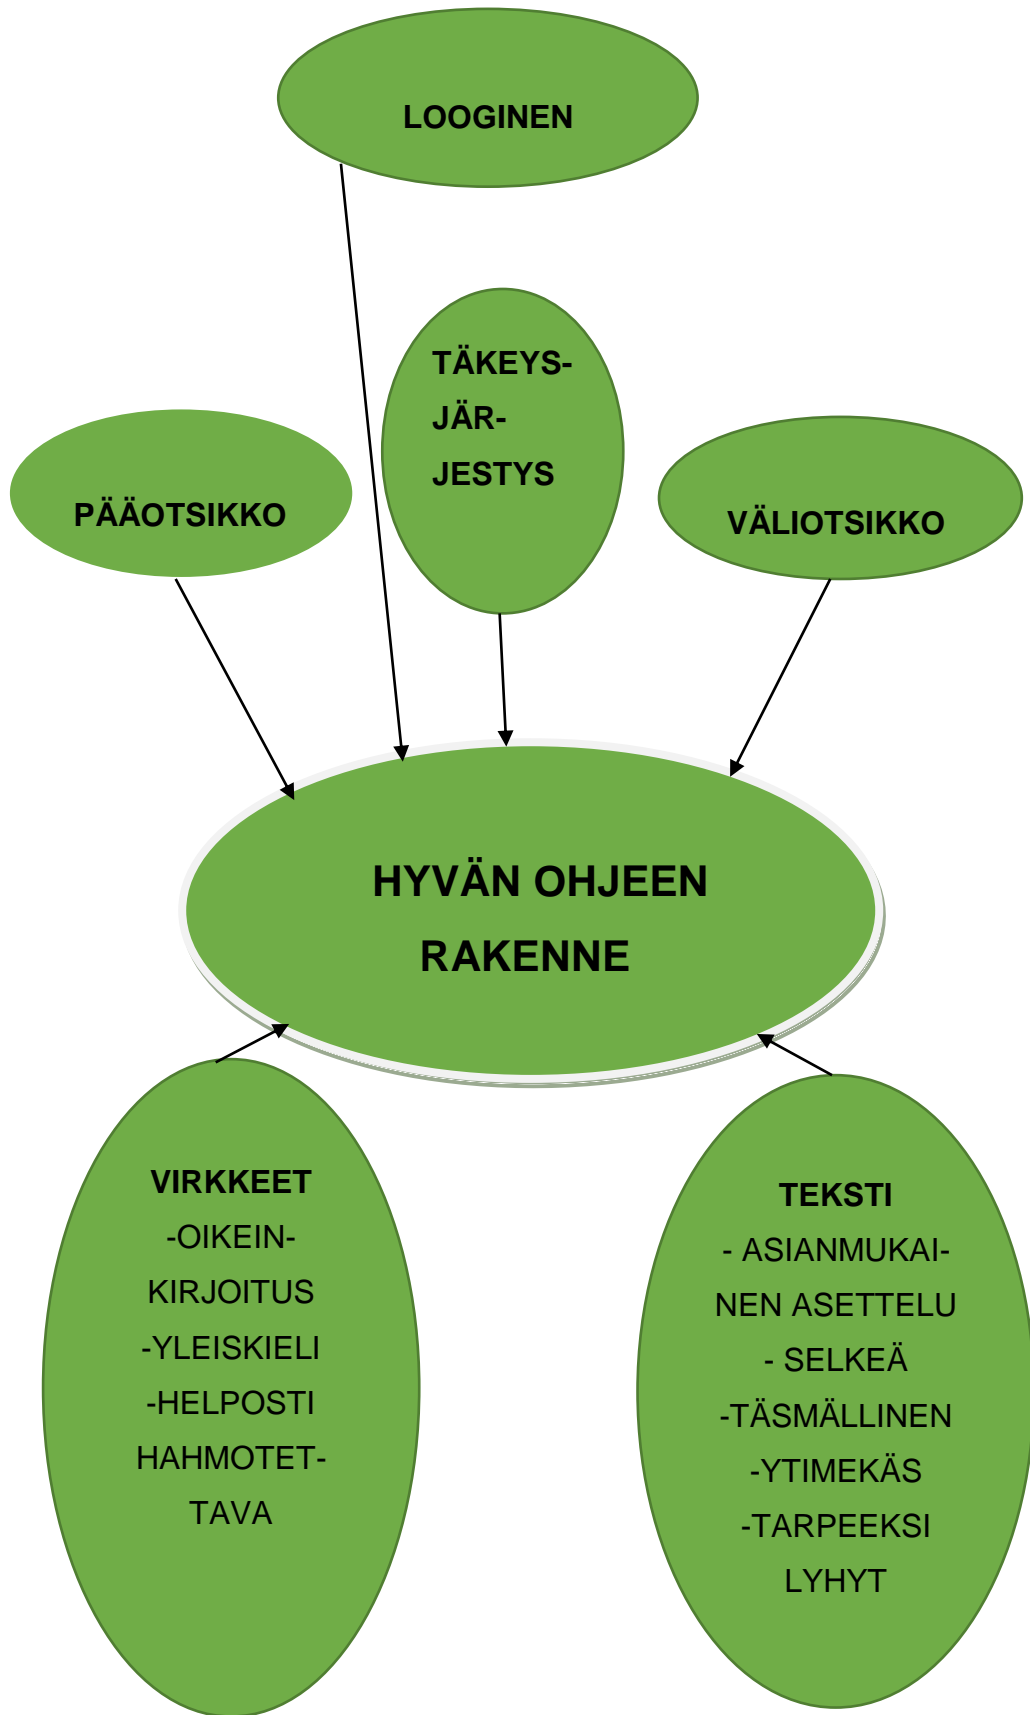 LOOGINEN
TÄKEYS-
JÄR-
JESTYS
PÄÄOTSIKKO
VÄLIOTSIKKO
HYVÄN OHJEEN
RAKENNE
VIRKKEET
-OIKEIN-
KIRJOITUS
-YLEISKIELI
-HELPOSTI
HAHMOTET-
TAVA
TEKSTI
- ASIANMUKAI-
NEN ASETTELU
- SELKEÄ
-TÄSMÄLLINEN
-YTIMEKÄS
-TARPEEKSI
LYHYT